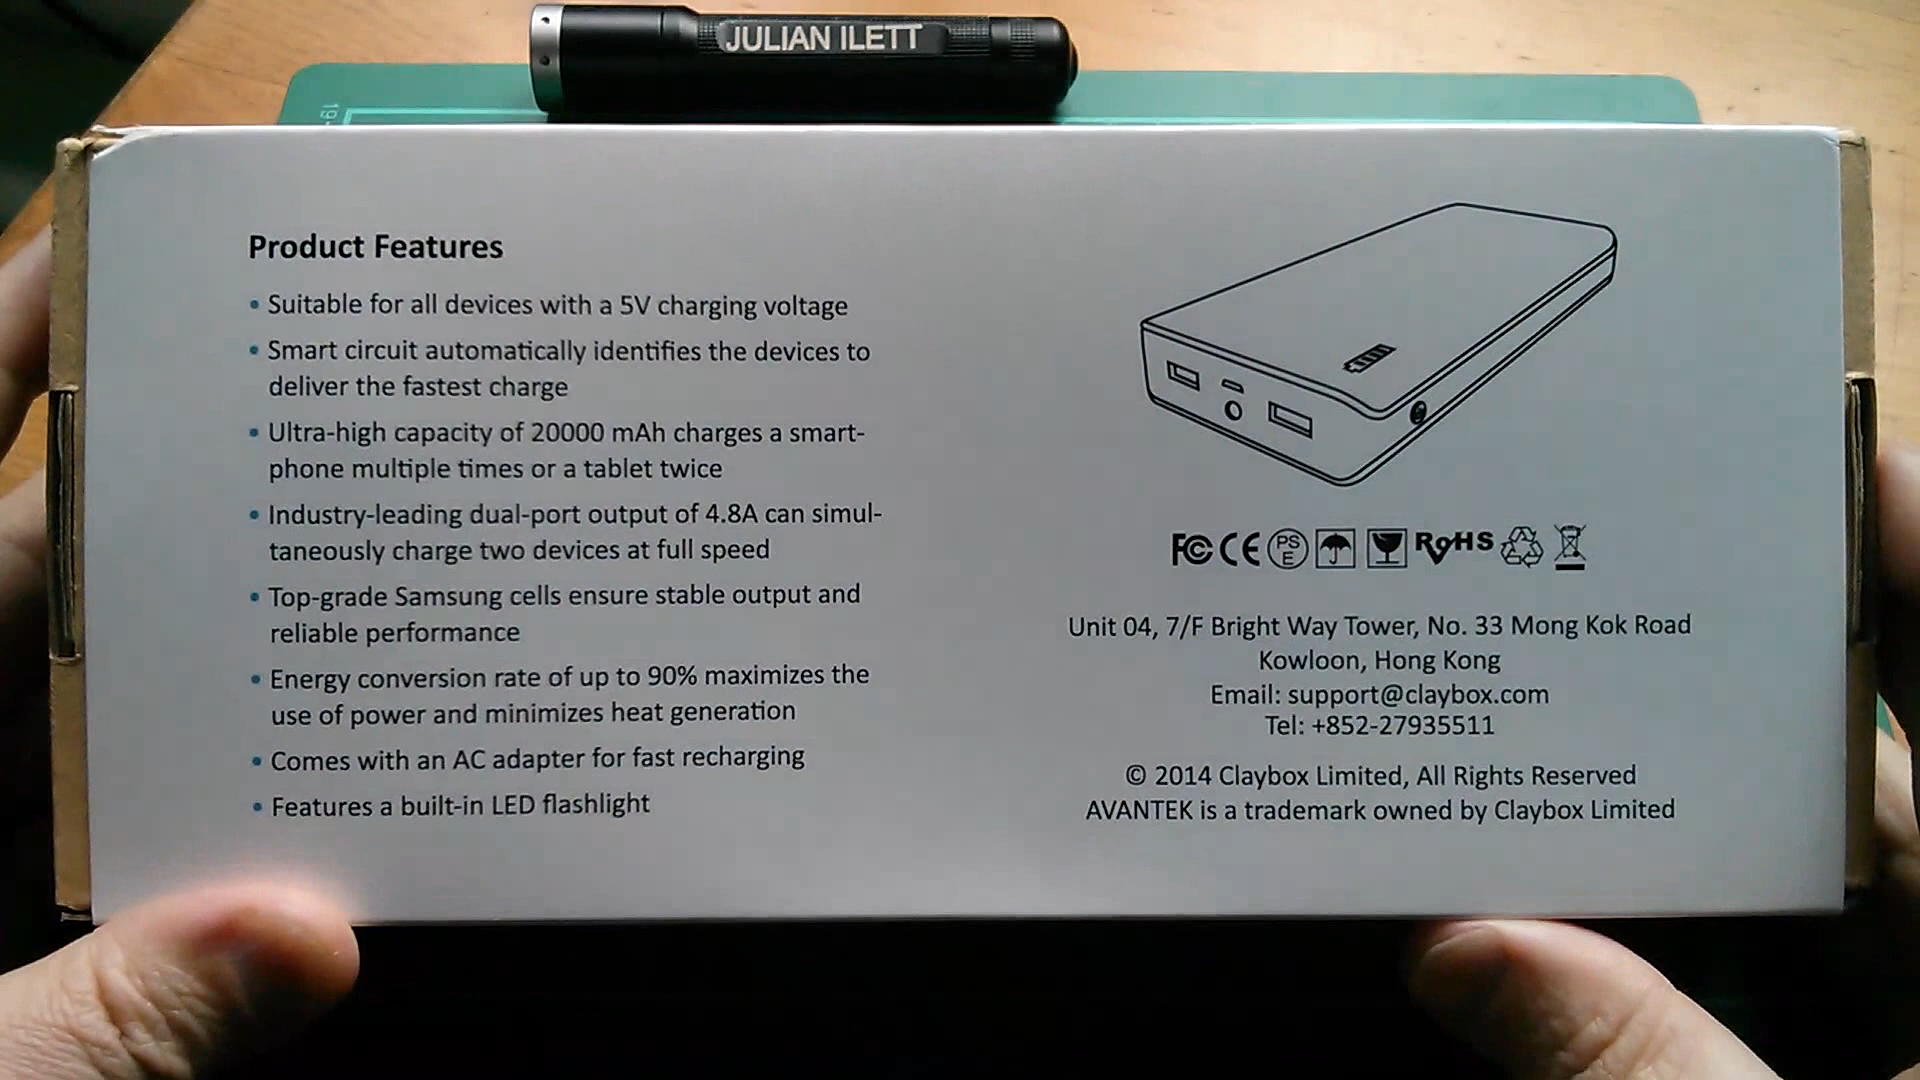 JULIAN ILETT
19
Product Features
• Suitable for all devices with a 5V charging voltage
• Smart circuit automatically identifies the devices to
deliver the fastest charge
• Ultra-high capacity of 20000 mAh charges a smart-
phone multiple times or a tablet twice
• Industry-leading dual-port output of 4.8A can simul-
taneously charge two devices at full speed
• Top-grade Samsung cells ensure stable output and
reliable performance
• Energy conversion rate of up to 90% maximizes the
use of power and minimizes heat generation
• Comes with an AC adapter for fast recharging
• Features a built-in LED flashlight
FC CE PS E RoHS
Unit 04, 7/F Bright Way Tower, No. 33 Mong Kok Road
Kowloon, Hong Kong
Email: support@claybox.com
Tel: +852-27935511
© 2014 Claybox Limited, All Rights Reserved
AVANTEK is a trademark owned by Claybox Limited